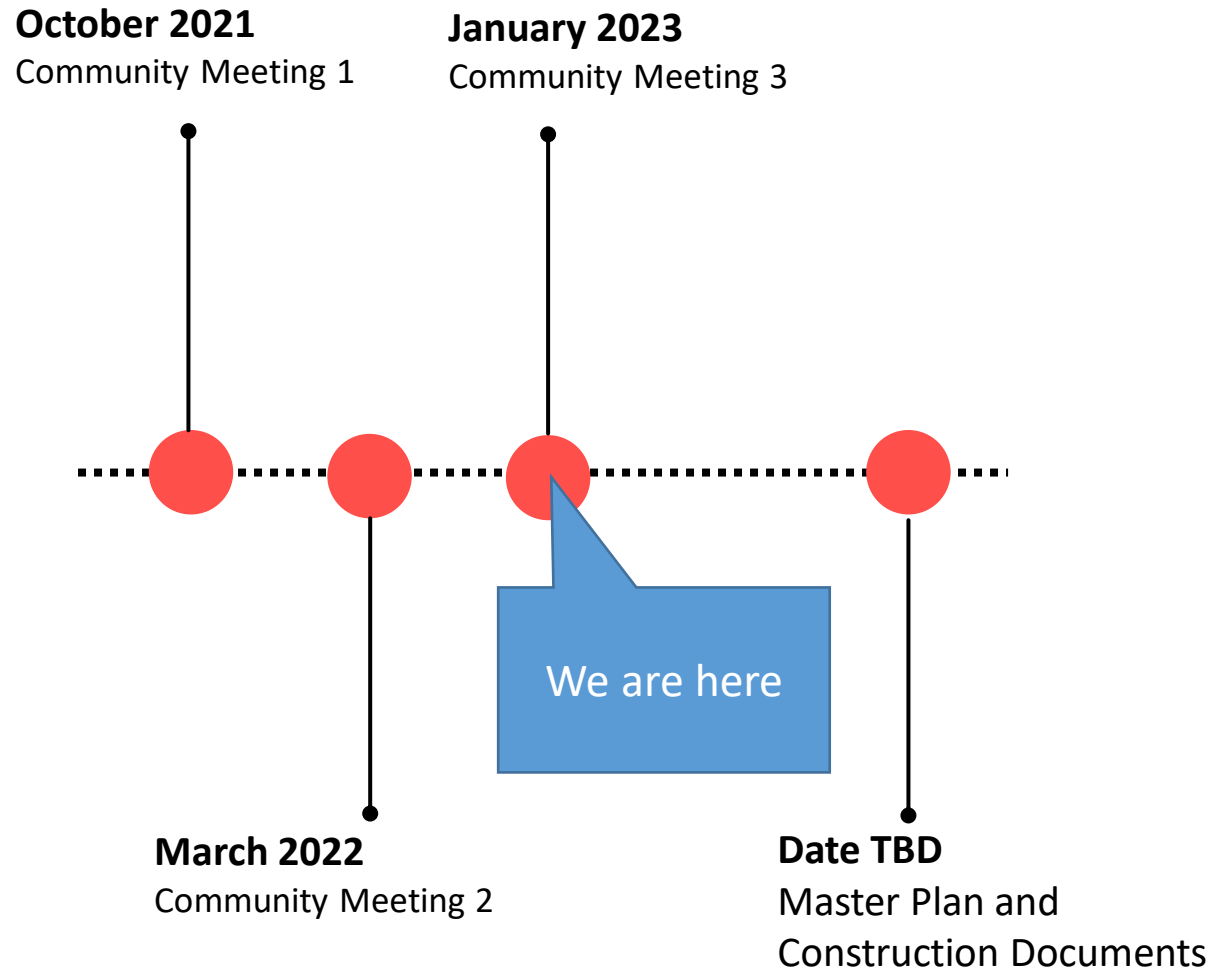 October 2021
Community Meeting 1
January 2023
Community Meeting 3
We are here
March 2022
Community Meeting 2
Date TBD
Master Plan and
Construction Documents